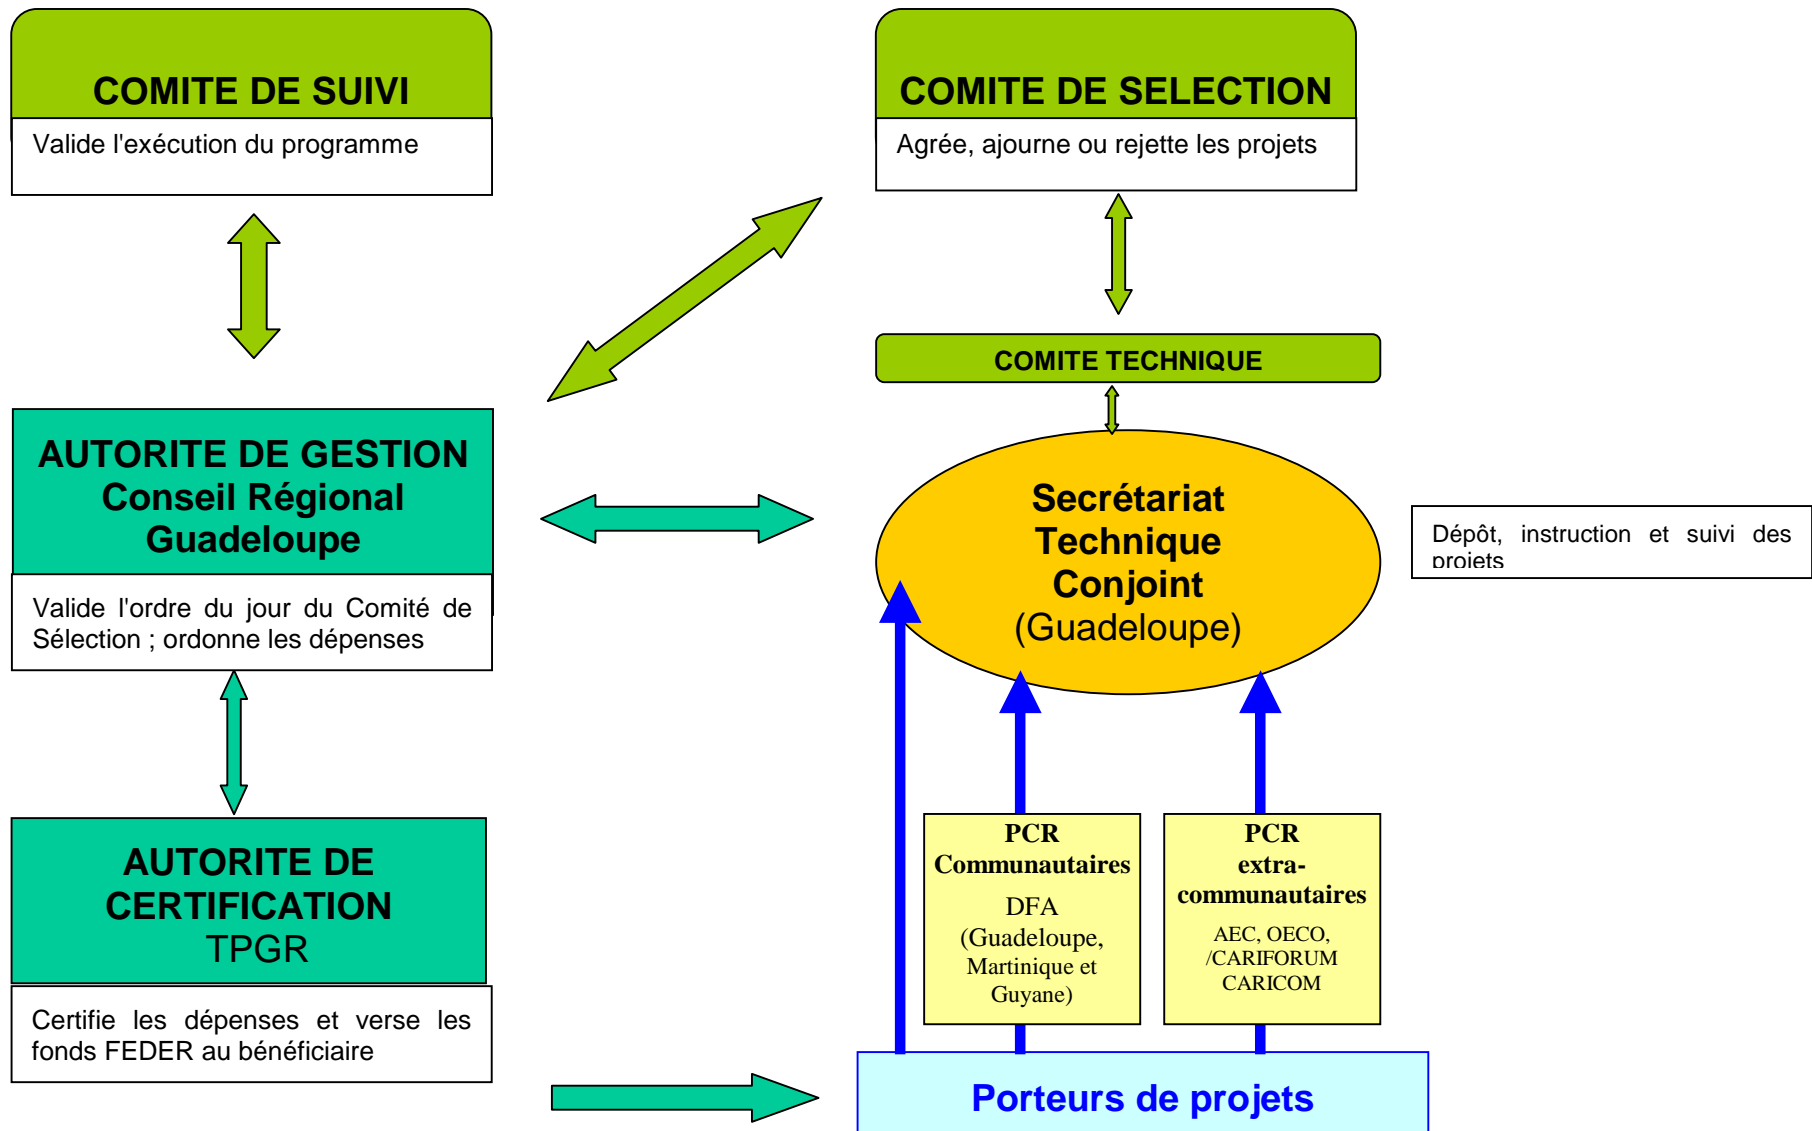 COMITE DE SUIVI
Valide l'exécution du programme
COMITE DE SELECTION
Agrée, ajourne ou rejette les projets
COMITE TECHNIQUE
AUTORITE DE GESTION
Conseil Régional
Guadeloupe
Valide l'ordre du jour du Comité de
Sélection ; ordonne les dépenses
Secrétariat
Technique
Conjoint
(Guadeloupe)
Dépôt, instruction et suivi des
projets
AUTORITE DE
CERTIFICATION
TPGR
Certifie les dépenses et verse les
fonds FEDER au bénéficiaire
PCR
Communautaires
DFA
(Guadeloupe,
Martinique et
Guyane)
PCR
extra-
communautaires
AEC, OECO,
/CARIFORUM
CARICOM
Porteurs de projets